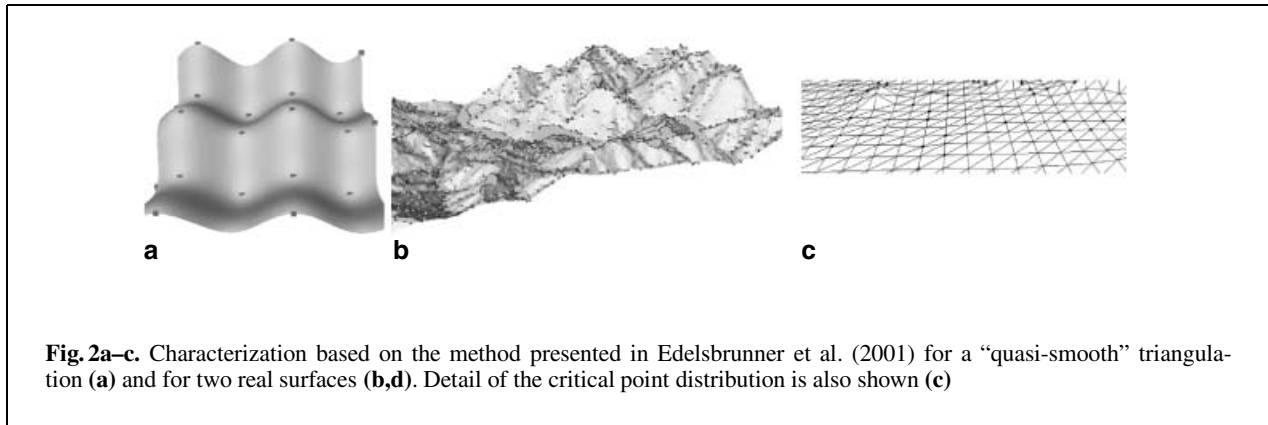 a
b
c
Fig. 2a–c. Characterization based on the method presented in Edelsbrunner et al. (2001) for a “quasi-smooth” triangula-
tion (a) and for two real surfaces (b,d). Detail of the critical point distribution is also shown (c)